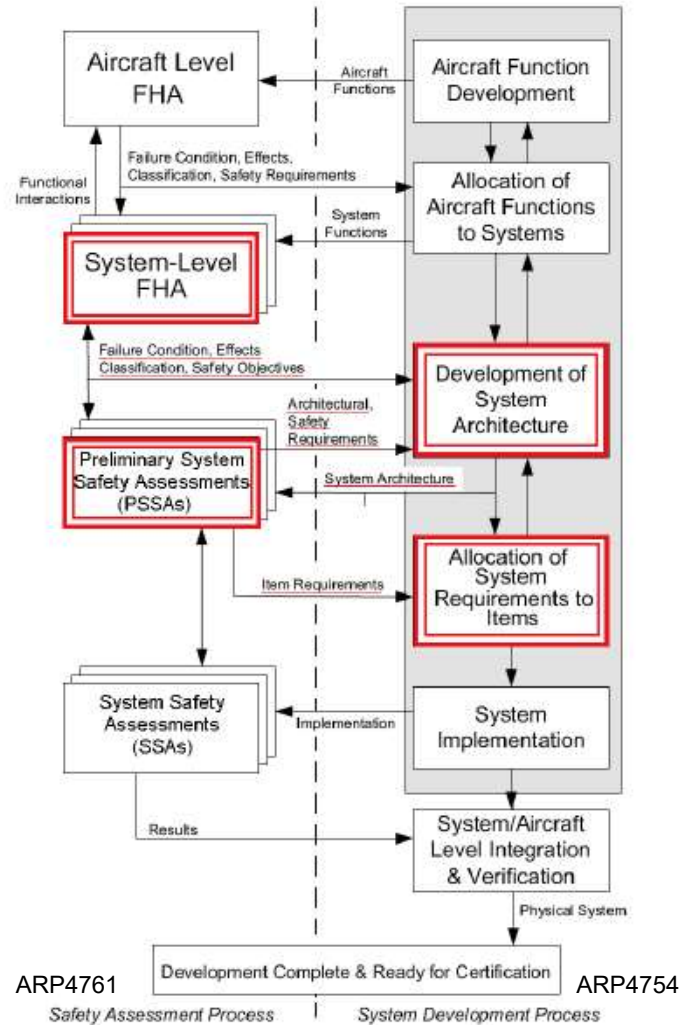 Aircraft Level
FHA
Aircraft
Functions
Aircraft Function
Development
Functional
Interactions
Failure Condition, Effects,
Classification, Safety Requirements
Allocation of
Aircraft Functions
to Systems
System
Functions
System-Level
FHA
Failure Condition, Effects
Classification, Safety Objectives
Development of
System
Architecture
Architectural,
Safety
Requirements
Preliminary System
Safety Assessments
(PSSAs)
System Architecture
Allocation of
System
Requirements to
Items
Item Requirements
System Safety
Assessments
(SSAs)
Implementation
System
Implementation
Results
System/Aircraft
Level Integration
& Verification
Physical System
Development Complete & Ready for Certification
ARP4761
ARP4754
Safety Assessment Process
System Development Process